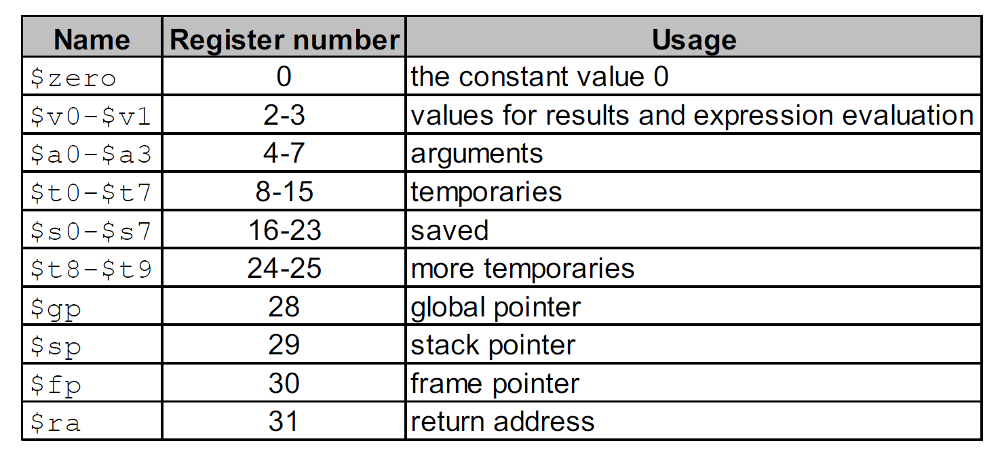 Name Register number Usage
$zero 0 the constant value 0
$v0-$v1 2-3 values for results and expression evaluation
$a0-$a3 4-7 arguments
$t0-$t7 8-15 temporaries
$s0-$s7 16-23 saved
$t8-$t9 24-25 more temporaries
$gp 28 global pointer
$sp 29 stack pointer
$fp 30 frame pointer
$ra 31 return address